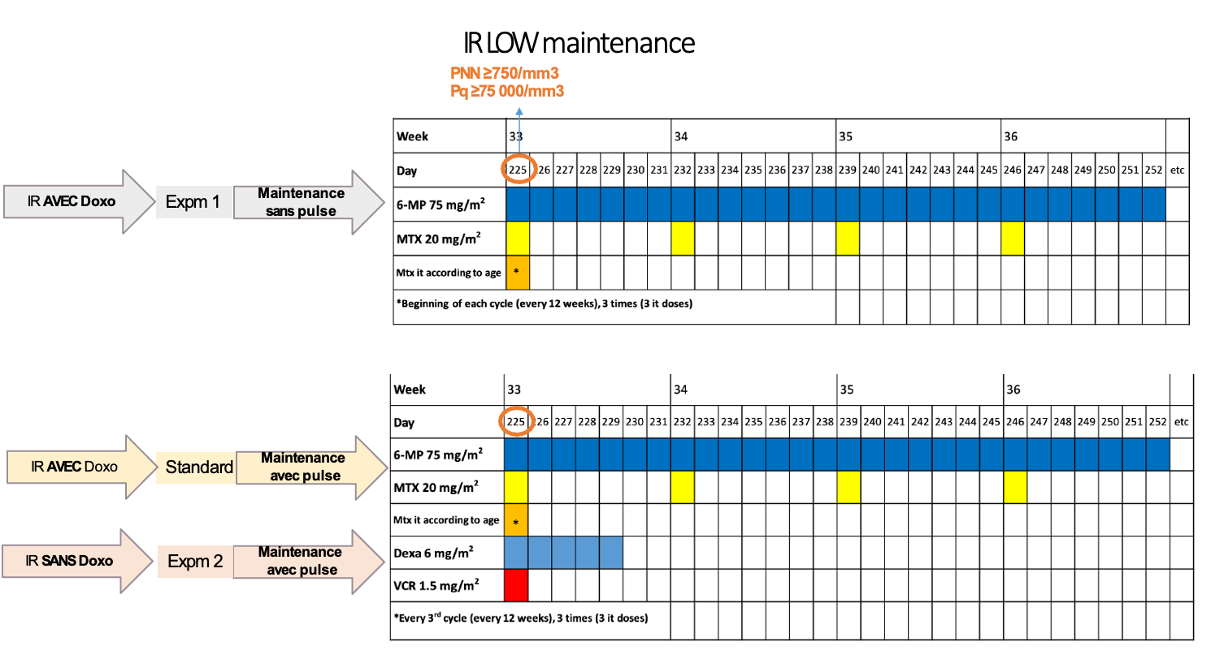 IR LOW maintenance
PNN ≥750/mm3
Pq ≥75 000/mm3
Week 33 34 35 36
Day 225 26 227 228 229 230 231 232 233 234 235 236 237 238 239 240 241 242 243 244 245 246 247 248 249 250 251 252 etc
IR AVEC Doxo Expm 1 Maintenance
sans pulse
6-MP 75 mg/m²
MTX 20 mg/m²
Mtx it according to age *
*Beginning of each cycle (every 12 weeks), 3 times (3 it doses)
Week 33 34 35 36
Day 225 26 227 228 229 230 231 232 233 234 235 236 237 238 239 240 241 242 243 244 245 246 247 248 249 250 251 252 etc
6-MP 75 mg/m²
IR AVEC Doxo Standard Maintenance
avec pulse
MTX 20 mg/m²
Mtx it according to age *
IR SANS Doxo Expm 2 Maintenance
avec pulse
Dexa 6 mg/m²
VCR 1.5 mg/m²
*Every 3rd cycle (every 12 weeks), 3 times (3 it doses)